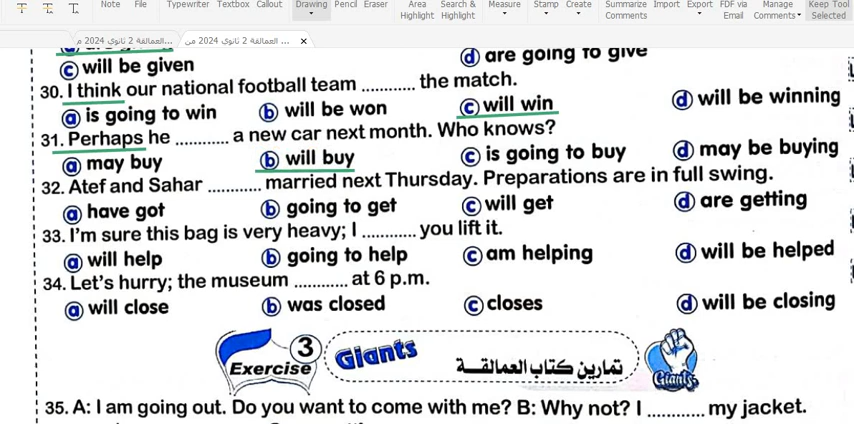 Note File Typewriter Textbox Callout Drawing Pencil Eraser Area Highlight Search & Highlight Measure Stamp Create Summarize Comments Import Export FDF via Email Manage Comments Keep Tool Selected
العمالقة 2 ثانوي 2024 م... العمالقة 2 ثانوي 2024 من ...
ⓒ will be given ⓓ are going to give
30. I think our national football team ............ the match.
ⓐ is going to win ⓑ will be won ⓒ will win ⓓ will be winning
31. Perhaps he ............ a new car next month. Who knows?
ⓐ may buy ⓑ will buy ⓒ is going to buy ⓓ may be buying
32. Atef and Sahar ............ married next Thursday. Preparations are in full swing.
ⓐ have got ⓑ going to get ⓒ will get ⓓ are getting
33. I'm sure this bag is very heavy; I ............ you lift it.
ⓐ will help ⓑ going to help ⓒ am helping ⓓ will be helped
34. Let's hurry; the museum ............ at 6 p.m.
ⓐ will close ⓑ was closed ⓒ closes ⓓ will be closing
Exercise 3 Giants تمارين كتاب العمالقة Giants
35. A: I am going out. Do you want to come with me? B: Why not? I ............ my jacket.